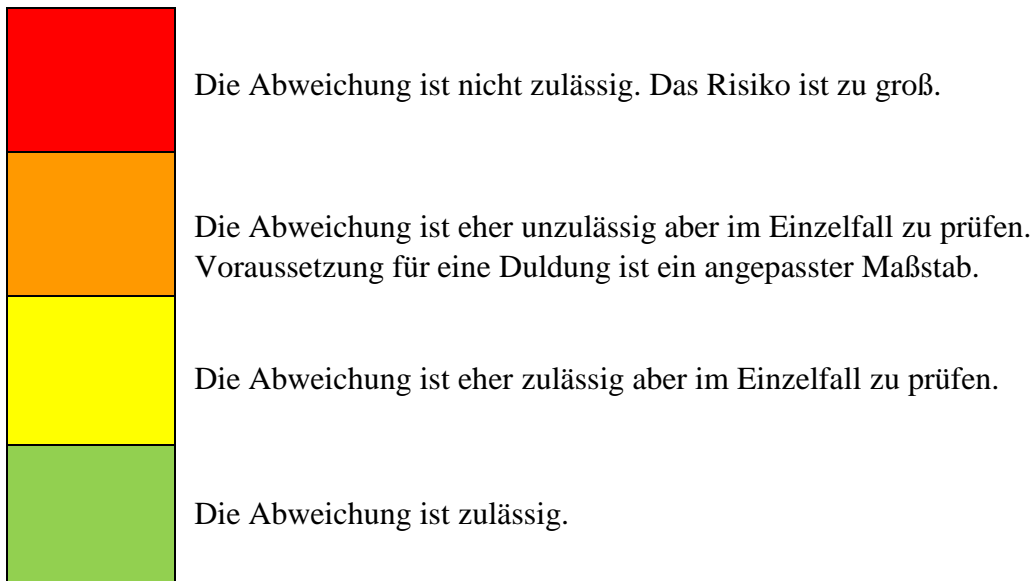 Die Abweichung ist nicht zulässig. Das Risiko ist zu groß.
Die Abweichung ist eher unzulässig aber im Einzelfall zu prüfen.
Voraussetzung für eine Duldung ist ein angepasster Maßstab.
Die Abweichung ist eher zulässig aber im Einzelfall zu prüfen.
Die Abweichung ist zulässig.